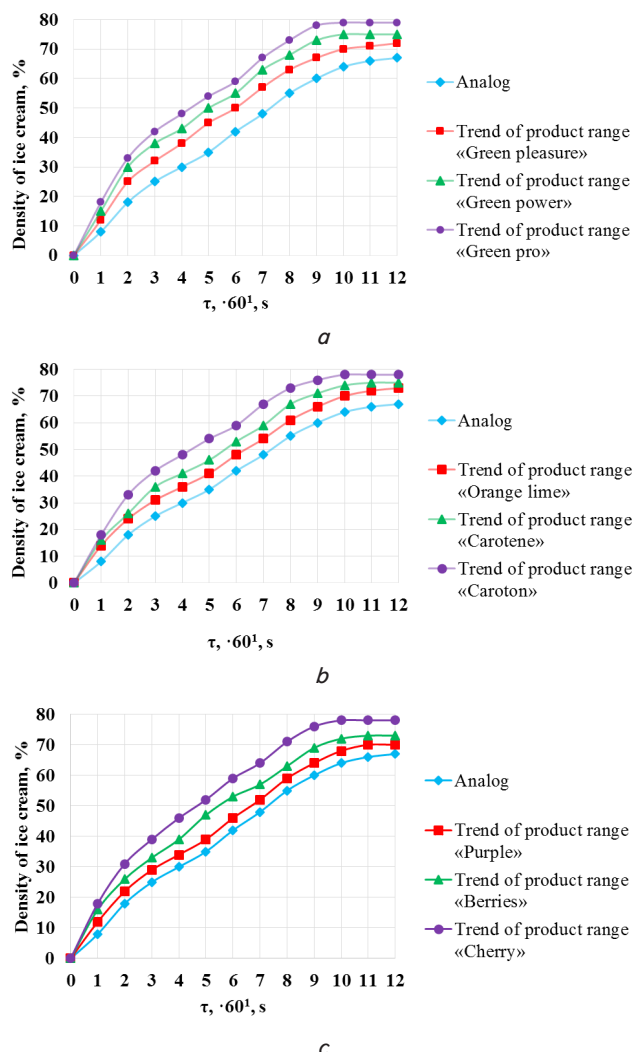 Density of ice cream, %
80
70
60
50
40
30
20
10
0
0 1 2 3 4 5 6 7 8 9 10 11 12
τ, ·60¹, s
Analog
Trend of product range
«Green pleasure»
Trend of product range
«Green power»
Trend of product range
«Green pro»
a
Density of ice cream, %
80
70
60
50
40
30
20
10
0
0 1 2 3 4 5 6 7 8 9 10 11 12
τ, ·60¹, s
Analog
Trend of product range
«Orange lime»
Trend of product range
«Carotene»
Trend of product range
«Caroton»
b
Density of ice cream, %
80
70
60
50
40
30
20
10
0
0 1 2 3 4 5 6 7 8 9 10 11 12
τ, ·60¹, s
Analog
Trend of product range
«Purple»
Trend of product range
«Berries»
Trend of product range
«Cherry»
c